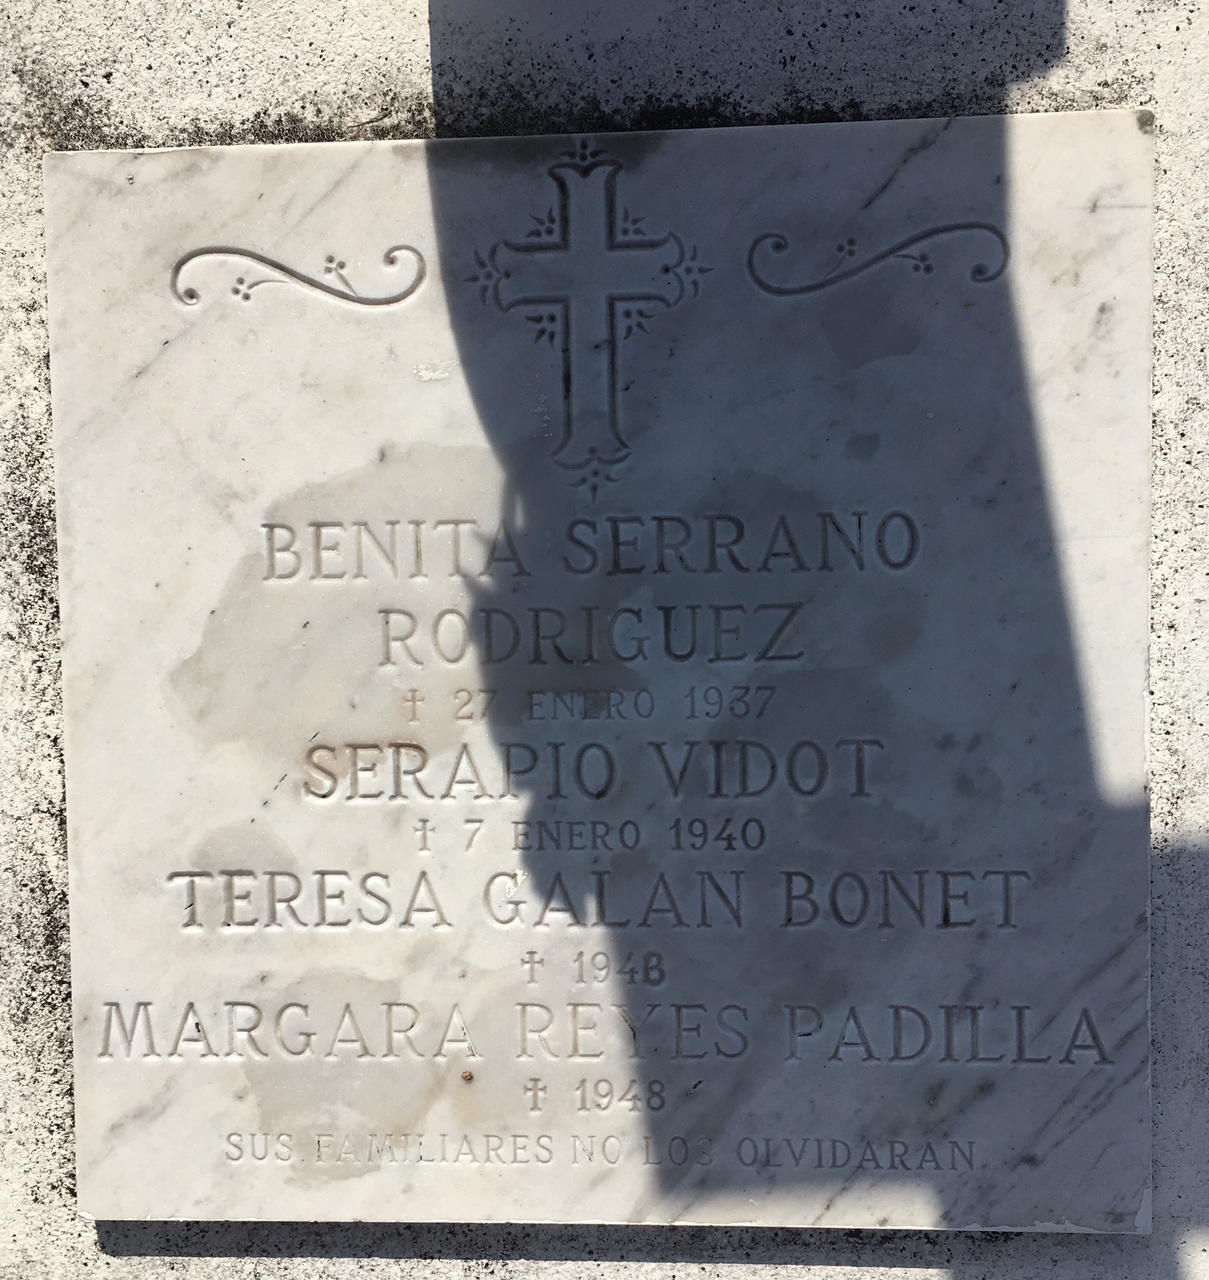 BENITA SERRANO
RODRIGUEZ
✝ 27 ENERO 1937
SERAPIO VIDOT
✝ 7 ENERO 1940
TERESA GALAN BONET
✝
MARGARA REYES PADILLA
✝ 1948
SUS FAMILIARES NO LOS OLVIDARAN